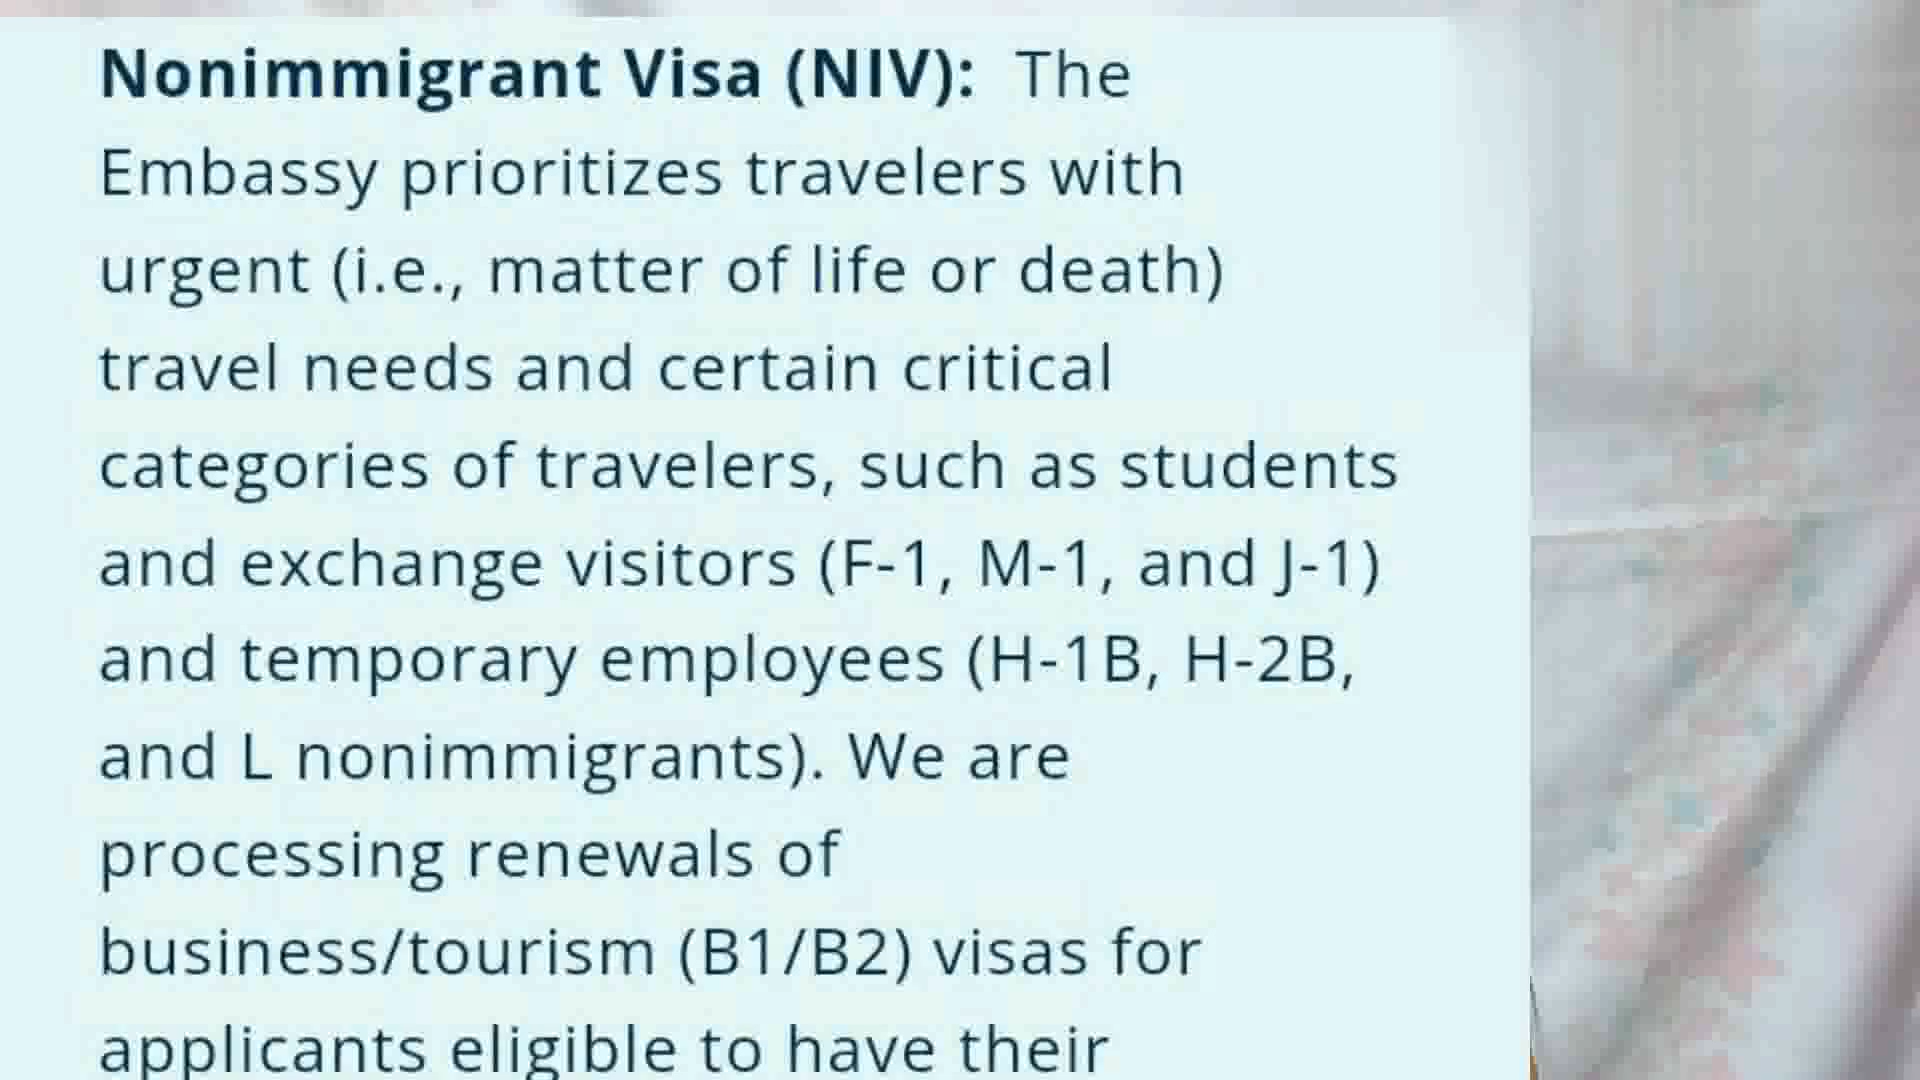 Nonimmigrant Visa (NIV): The
Embassy prioritizes travelers with
urgent (i.e., matter of life or death)
travel needs and certain critical
categories of travelers, such as students
and exchange visitors (F-1, M-1, and J-1)
and temporary employees (H-1B, H-2B,
and L nonimmigrants). We are
processing renewals of
business/tourism (B1/B2) visas for
applicants eligible to have their